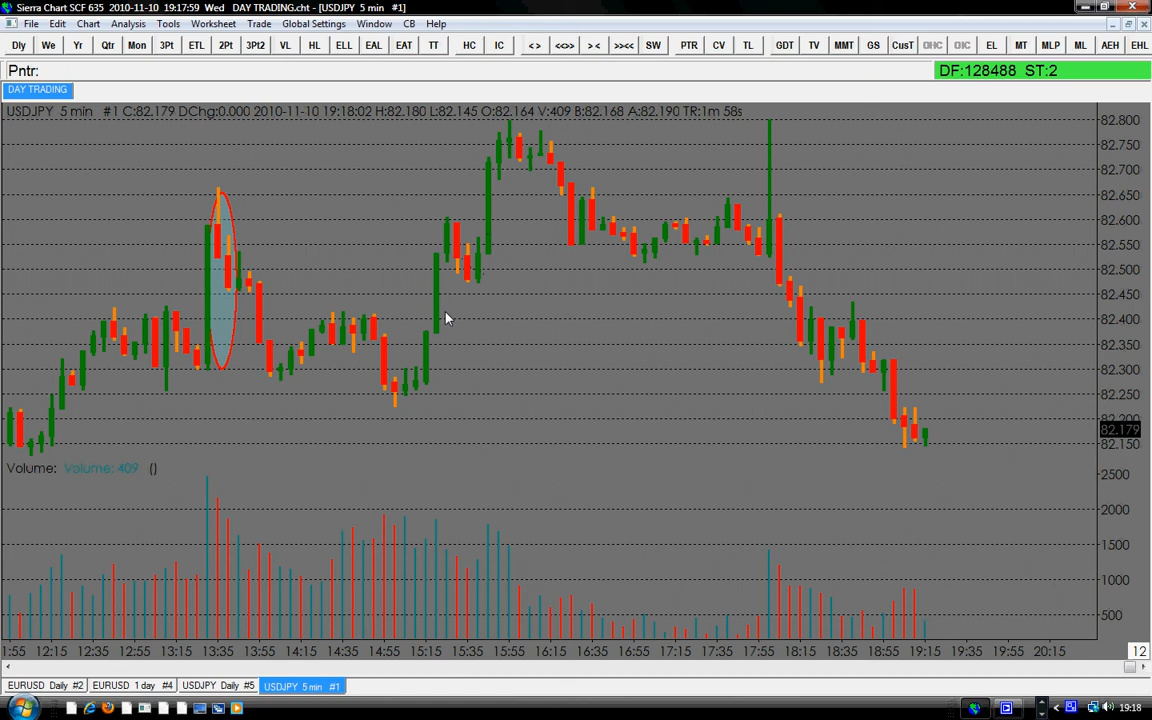 Sierra Chart SCF 635 2010-11-10 19:17:59 Wed DAY TRADING.cht - [USDJPY 5 min #1]
File Edit Chart Analysis Tools Worksheet Trade Global Settings Window CB Help
Dly We Yr Qtr Mon 3Pt ETL 2Pt 3Pt2 VL HL ELL EAL EAT TT HC IC <> <<>> >< >><< SW PTR CV TL GDT TV MMT GS CusT OHC OIC EL MT MLP ML AEH EHL
Pntr: DF:128488 ST:2
DAY TRADING
USDJPY 5 min #1 C:82.179 DChg:0.000 2010-11-10 19:18:02 H:82.180 L:82.145 O:82.164 V:409 B:82.168 A:82.190 TR:1m 58s
82.800
82.750
82.700
82.650
82.600
82.550
82.500
82.450
82.400
82.350
82.300
82.250
82.200
82.179
82.150
Volume: Volume: 409 ()
2500
2000
1500
1000
500
1:55 12:15 12:35 12:55 13:15 13:35 13:55 14:15 14:35 14:55 15:15 15:35 15:55 16:15 16:35 16:55 17:15 17:35 17:55 18:15 18:35 18:55 19:15 19:35 19:55 20:15 12
EURUSD Daily #2 EURUSD 1 day #4 USDJPY Daily #5 USDJPY 5 min #1
19:18